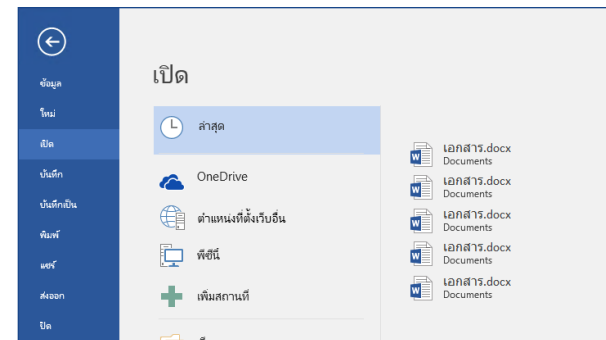 ข้อมูล
ใหม่
เปิด
บันทึก
บันทึกเป็น
พิมพ์
แชร์
ส่งออก
ปิด
เปิด
ล่าสุด
OneDrive
ตำแหน่งที่ตั้งเว็บอื่น
พีซีนี้
เพิ่มสถานที่
เอกสาร.docx
Documents
เอกสาร.docx
Documents
เอกสาร.docx
Documents
เอกสาร.docx
Documents
เอกสาร.docx
Documents